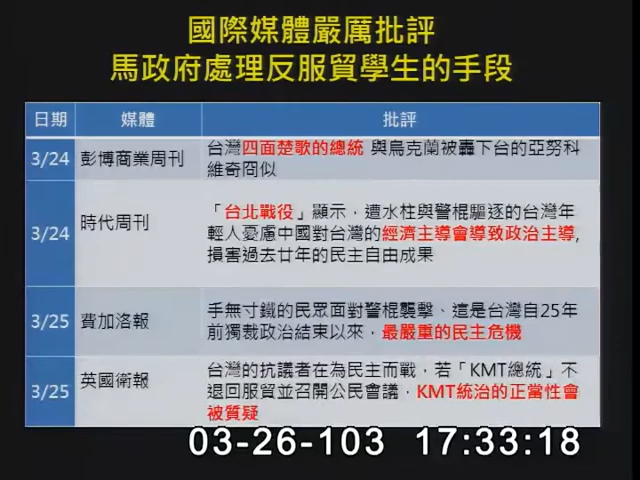 國際媒體嚴厲批評
馬政府處理反服貿學生的手段
日期 媒體 批評
3/24 彭博商業周刊 台灣四面楚歌的總統 與烏克蘭被轟下台的亞努科
維奇冏似
3/24 時代周刊 「台北戰役」顯示，遭水柱與警棍驅逐的台灣年
輕人憂慮中國對台灣的經濟主導會導致政治主導,
損害過去廿年的民主自由成果
3/25 費加洛報 手無寸鐵的民眾面對警棍襲擊、這是台灣自25年
前獨裁政治結束以來，最嚴重的民主危機
3/25 英國衛報 台灣的抗議者在為民主而戰，若「KMT總統」不
退回服貿並召開公民會議，KMT統治的正當性會
被質疑
03-26-103 17:33:18